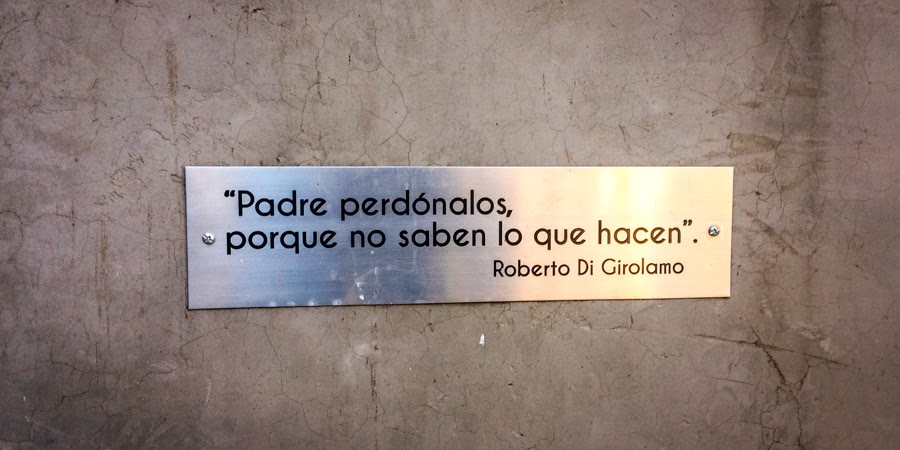 “Padre perdónalos,
porque no saben lo que hacen”.
Roberto Di Girolamo